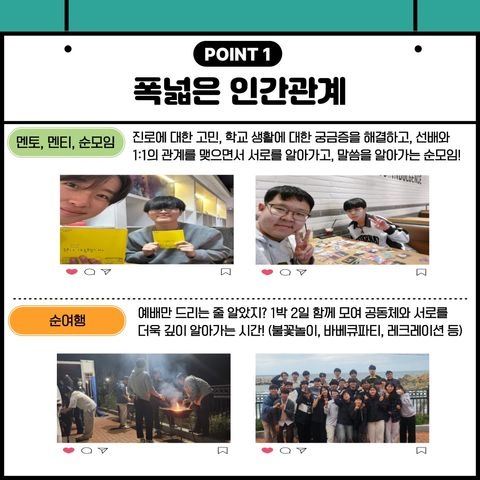 POINT 1
폭넓은 인간관계
멘토, 멘티, 순모임
진로에 대한 고민, 학교 생활에 대한 궁금증을 해결하고, 선배와
1:1의 관계를 맺으면서 서로를 알아가고, 말씀을 알아가는 순모임!
순여행
예배만 드리는 줄 알았지? 1박 2일 함께 모여 공동체와 서로를
더욱 깊이 알아가는 시간! (불꽃놀이, 바베큐파티, 레크레이션 등)